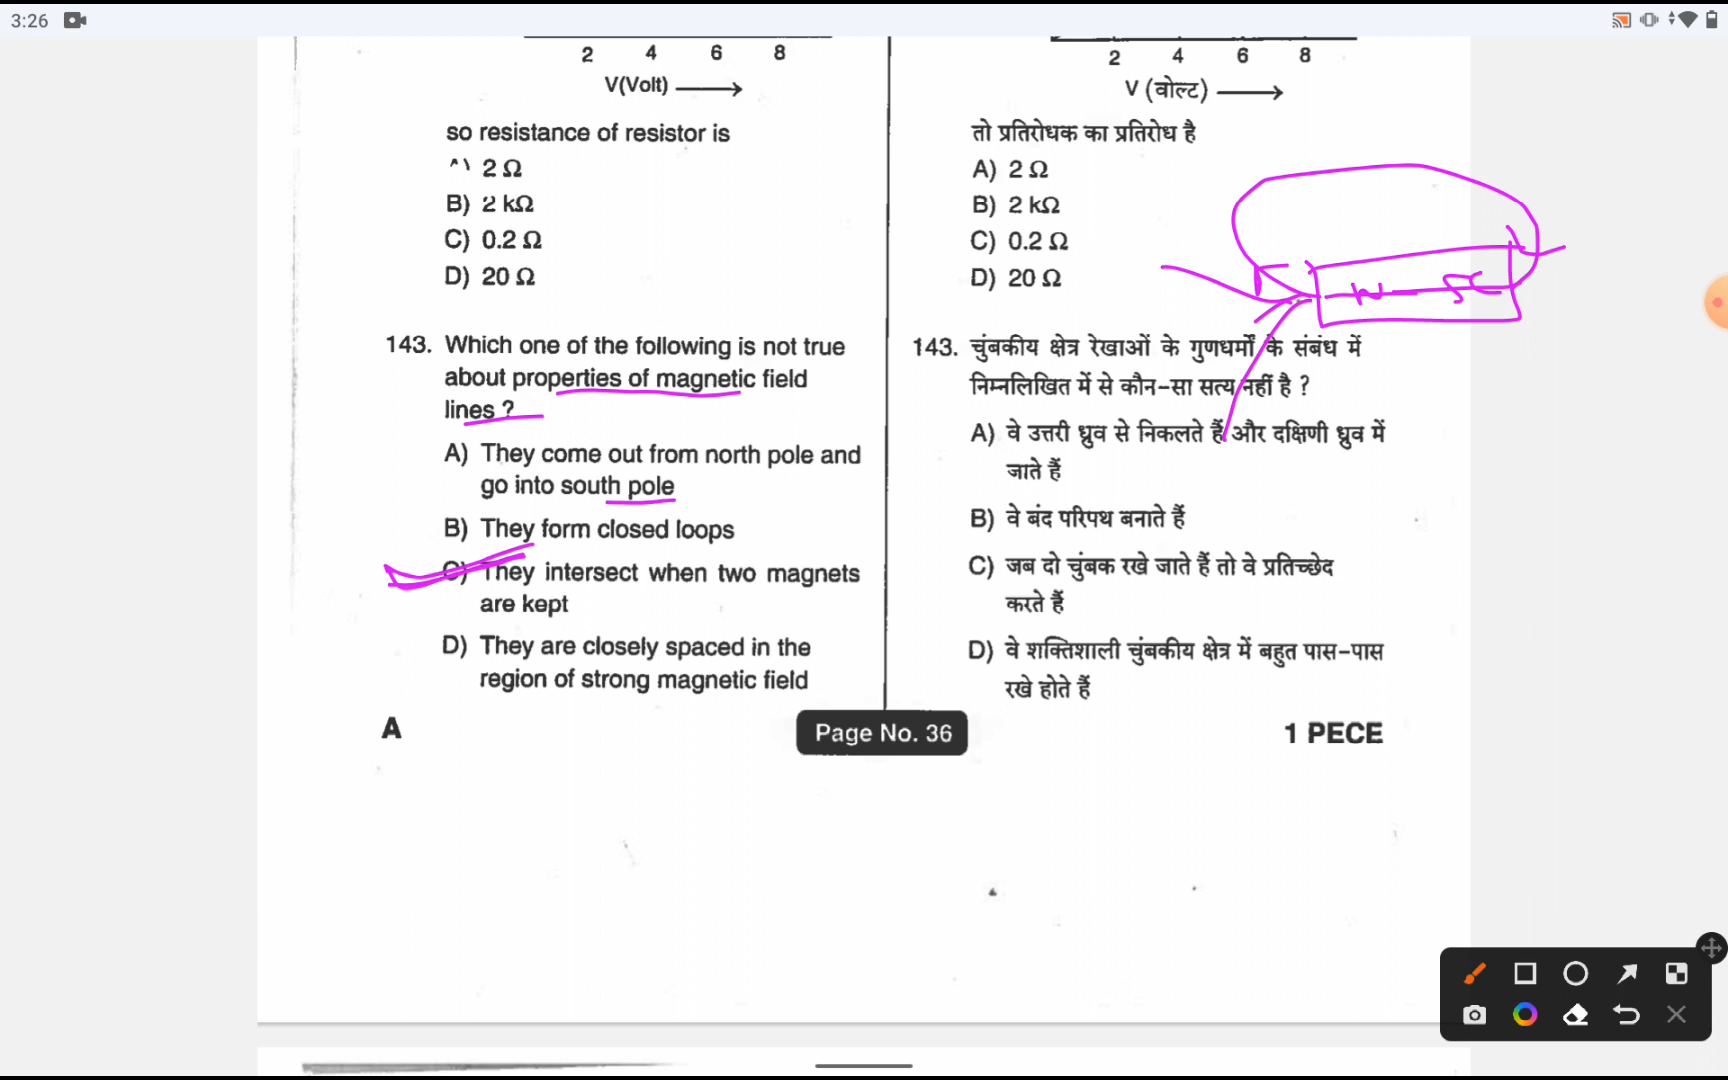 3:26
2 4 6 8
V(Volt)
so resistance of resistor is
A) 2 Ω
B) 2 kΩ
C) 0.2 Ω
D) 20 Ω
143. Which one of the following is not true
about properties of magnetic field
lines ?
A) They come out from north pole and
go into south pole
B) They form closed loops
C) They intersect when two magnets
are kept
D) They are closely spaced in the
region of strong magnetic field
A
2 4 6 8
V (वोल्ट)
तो प्रतिरोधक का प्रतिरोध है
A) 2 Ω
B) 2 kΩ
C) 0.2 Ω
D) 20 Ω
N S
143. चुंबकीय क्षेत्र रेखाओं के गुणधर्मों के संबंध में
निम्नलिखित में से कौन-सा सत्य नहीं है ?
A) वे उत्तरी ध्रुव से निकलते हैं और दक्षिणी ध्रुव में
जाते हैं
B) वे बंद परिपथ बनाते हैं
C) जब दो चुंबक रखे जाते हैं तो वे प्रतिच्छेद
करते हैं
D) वे शक्तिशाली चुंबकीय क्षेत्र में बहुत पास-पास
रखे होते हैं
Page No. 36
1 PECE